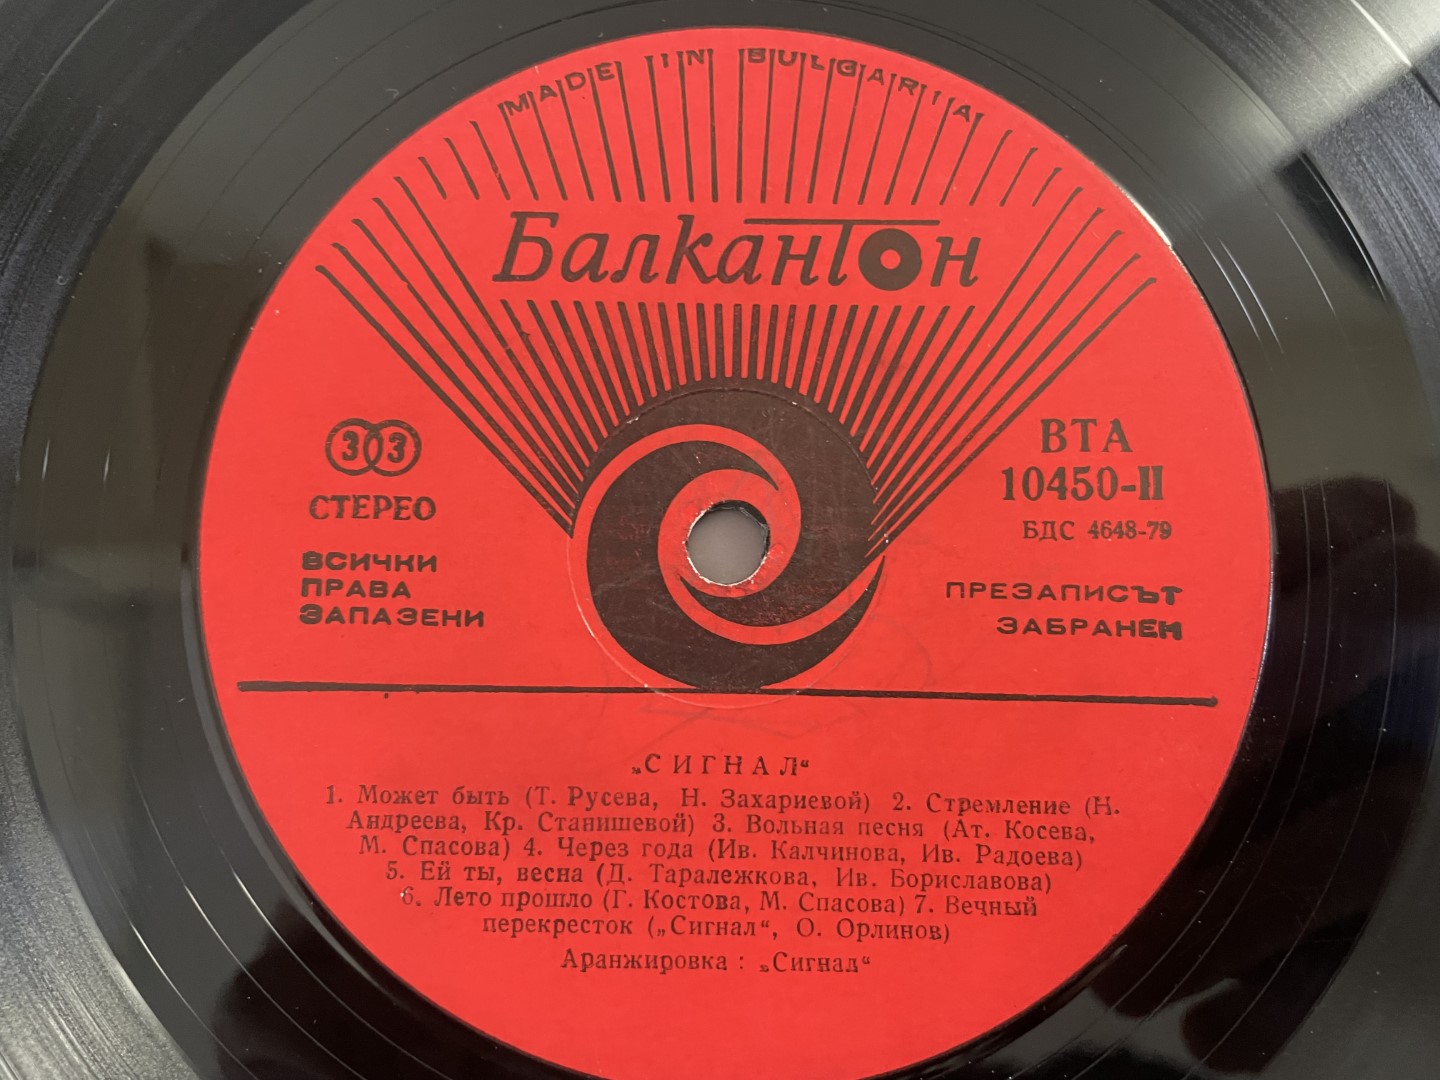 MADE IN BULGARIA
Балкантон
33
СТЕРЕО
ВСИЧКИ
ПРАВА
ЗАПАЗЕНИ
ВТА
10450-II
БДС 4648-79
ПРЕЗАПИСЪТ
ЗАБРАНЕН
„СИГНАЛ“
1. Может быть (Т. Русева, Н. Захариевой) 2. Стремление (Н.
Андреева, Кр. Станишевой) 3. Вольная песня (Ат. Косева,
М. Спасова) 4. Через года (Ив. Калчинова, Ив. Радоева)
5. Ей ты, весна (Д. Таралежкова, Ив. Бориславова)
6. Лето прошло (Г. Костова, М. Спасова) 7. Вечный
перекресток („Сигнал“, О. Орлинов)
Аранжировка : „Сигнал“